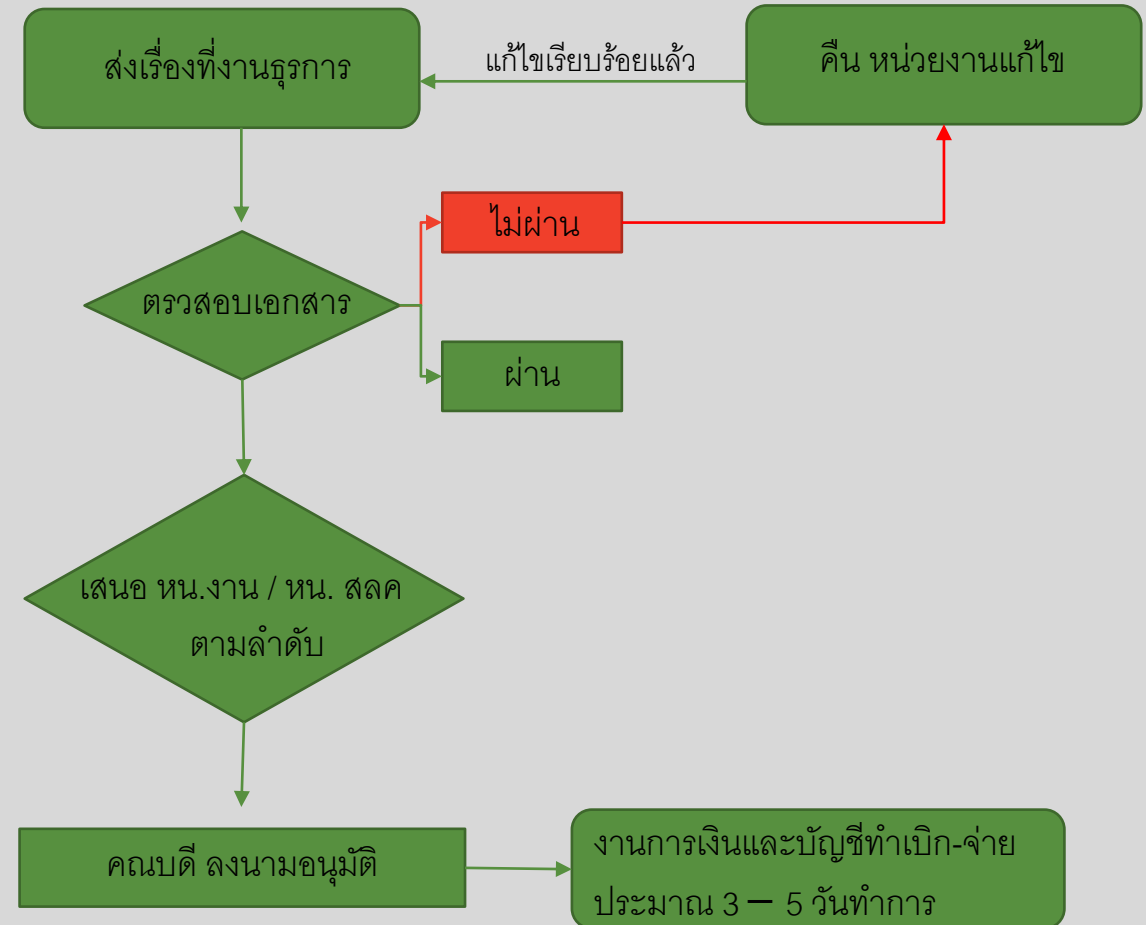 ส่งเรื่องที่งานธุรการ
แก้ไขเรียบร้อยแล้ว
คืน หน่วยงานแก้ไข
ไม่ผ่าน
ตรวสอบเอกสาร
ผ่าน
เสนอ หน.งาน / หน. สลค
ตามลำดับ
คณบดี ลงนามอนุมัติ
งานการเงินและบัญชีทำเบิก-จ่าย
ประมาณ 3 – 5 วันทำการ